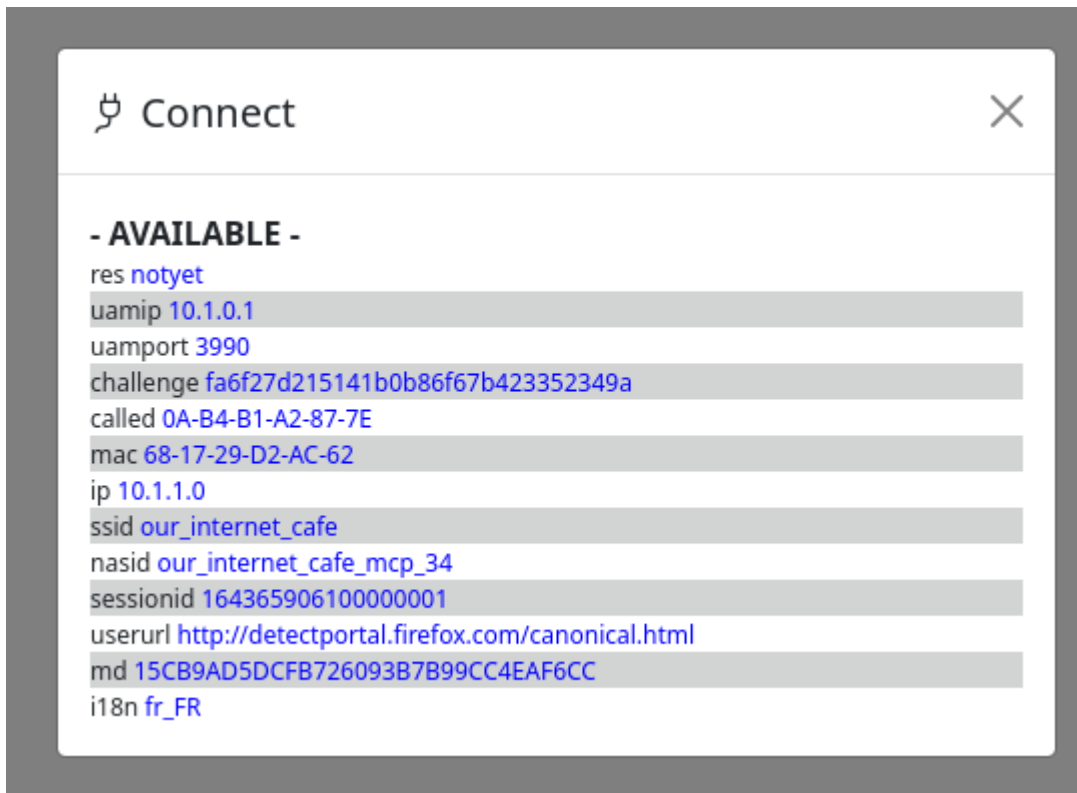 Connect
- AVAILABLE -
res notyet
uamip 10.1.0.1
uamport 3990
challenge fa6f27d215141b0b86f67b423352349a
called 0A-B4-B1-A2-87-7E
mac 68-17-29-D2-AC-62
ip 10.1.1.0
ssid our_internet_cafe
nasid our_internet_cafe_mcp_34
sessionid 164365906100000001
userurl http://detectportal.firefox.com/canonical.html
md 15CB9AD5DCFB726093B7B99CC4EAF6CC
i18n fr_FR